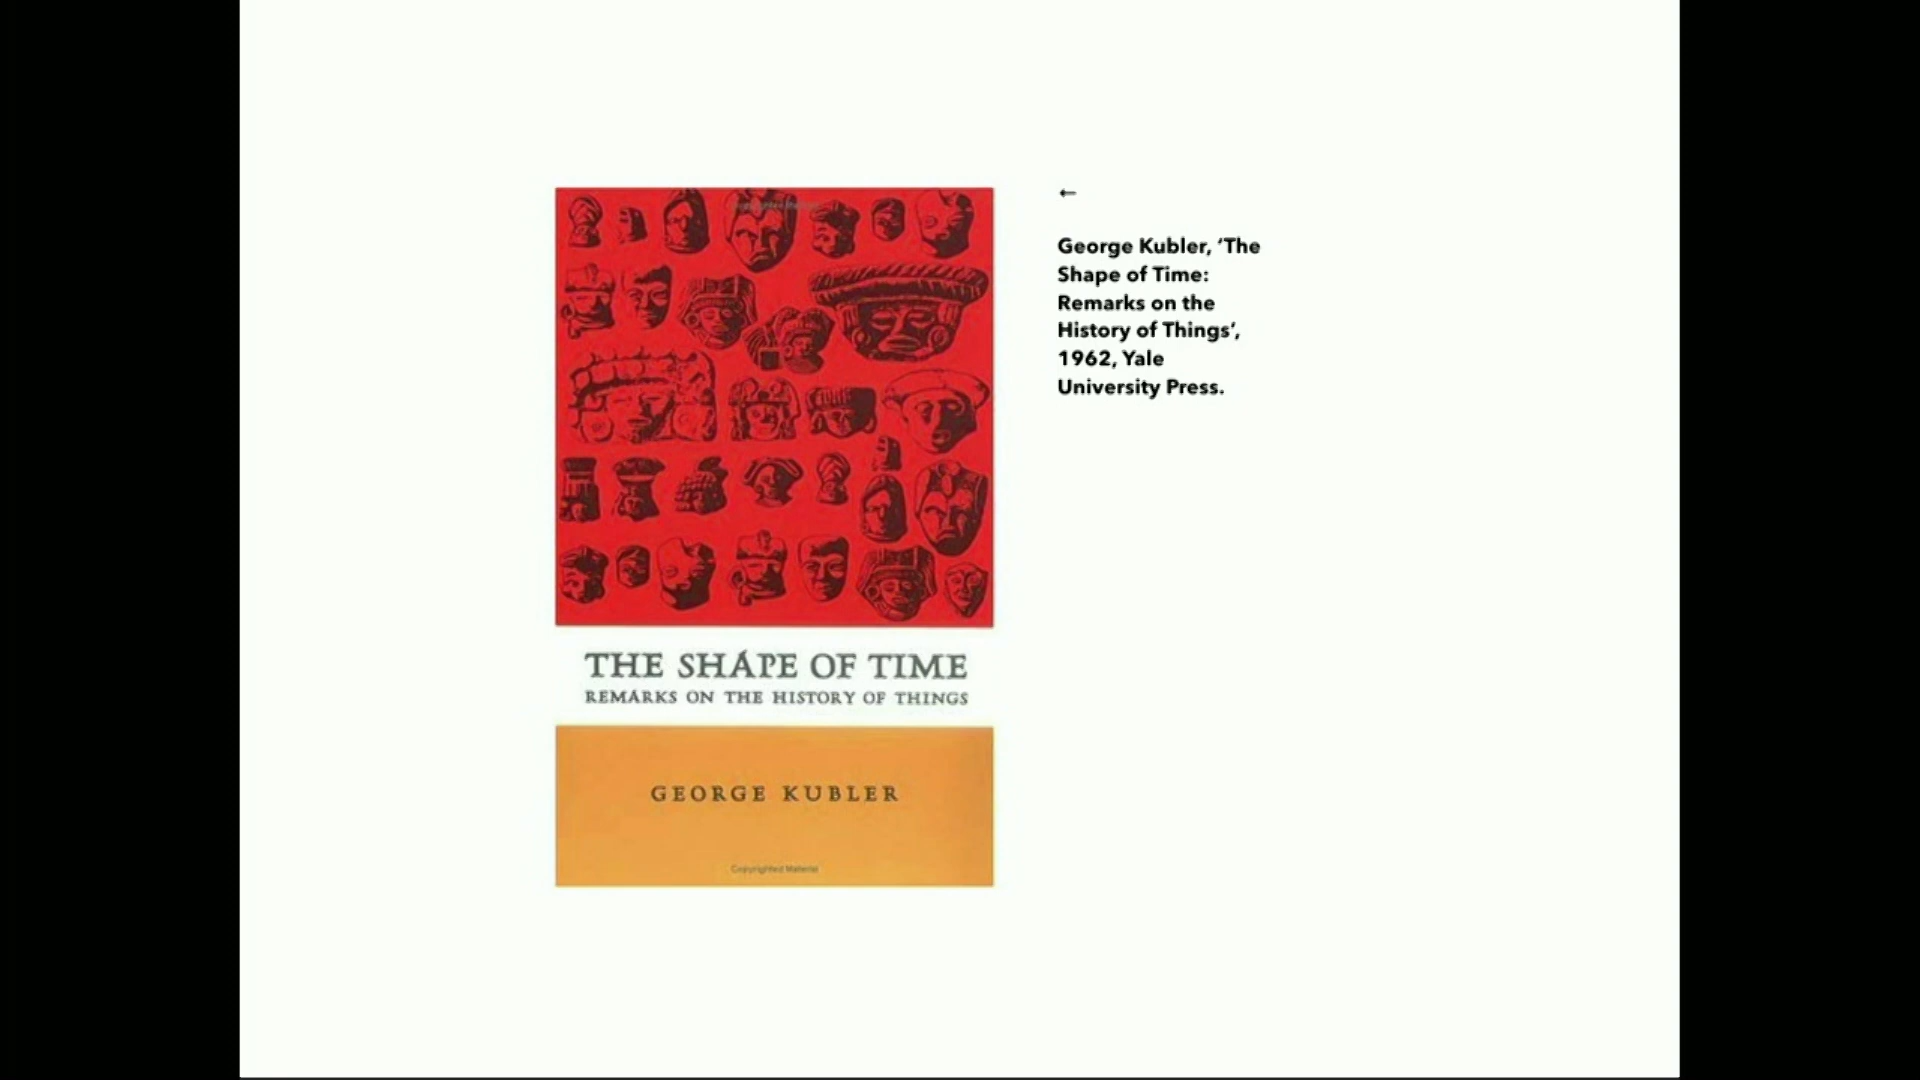 THE SHAPE OF TIME
REMARKS ON THE HISTORY OF THINGS
GEORGE KUBLER
Copyrighted Material
←
George Kubler, ‘The
Shape of Time:
Remarks on the
History of Things’,
1962, Yale
University Press.